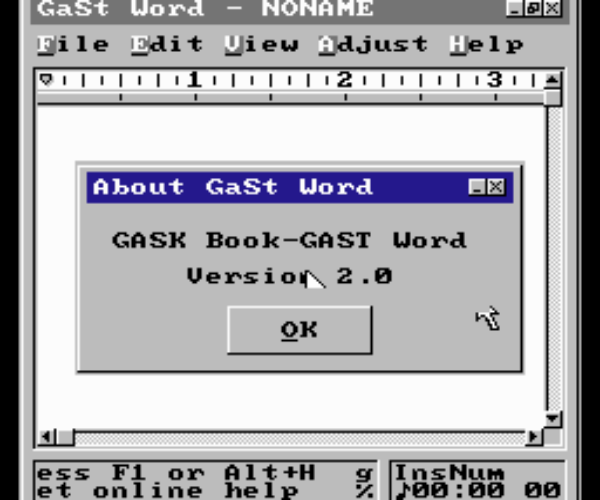 GaSt Word - NONAME
File Edit View Adjust Help
1 2 3
About GaSt Word
GASK Book-GAST Word
Version 2.0
OK
ess F1 or Alt+H g
et online help %
InsNum
♪00:00 00